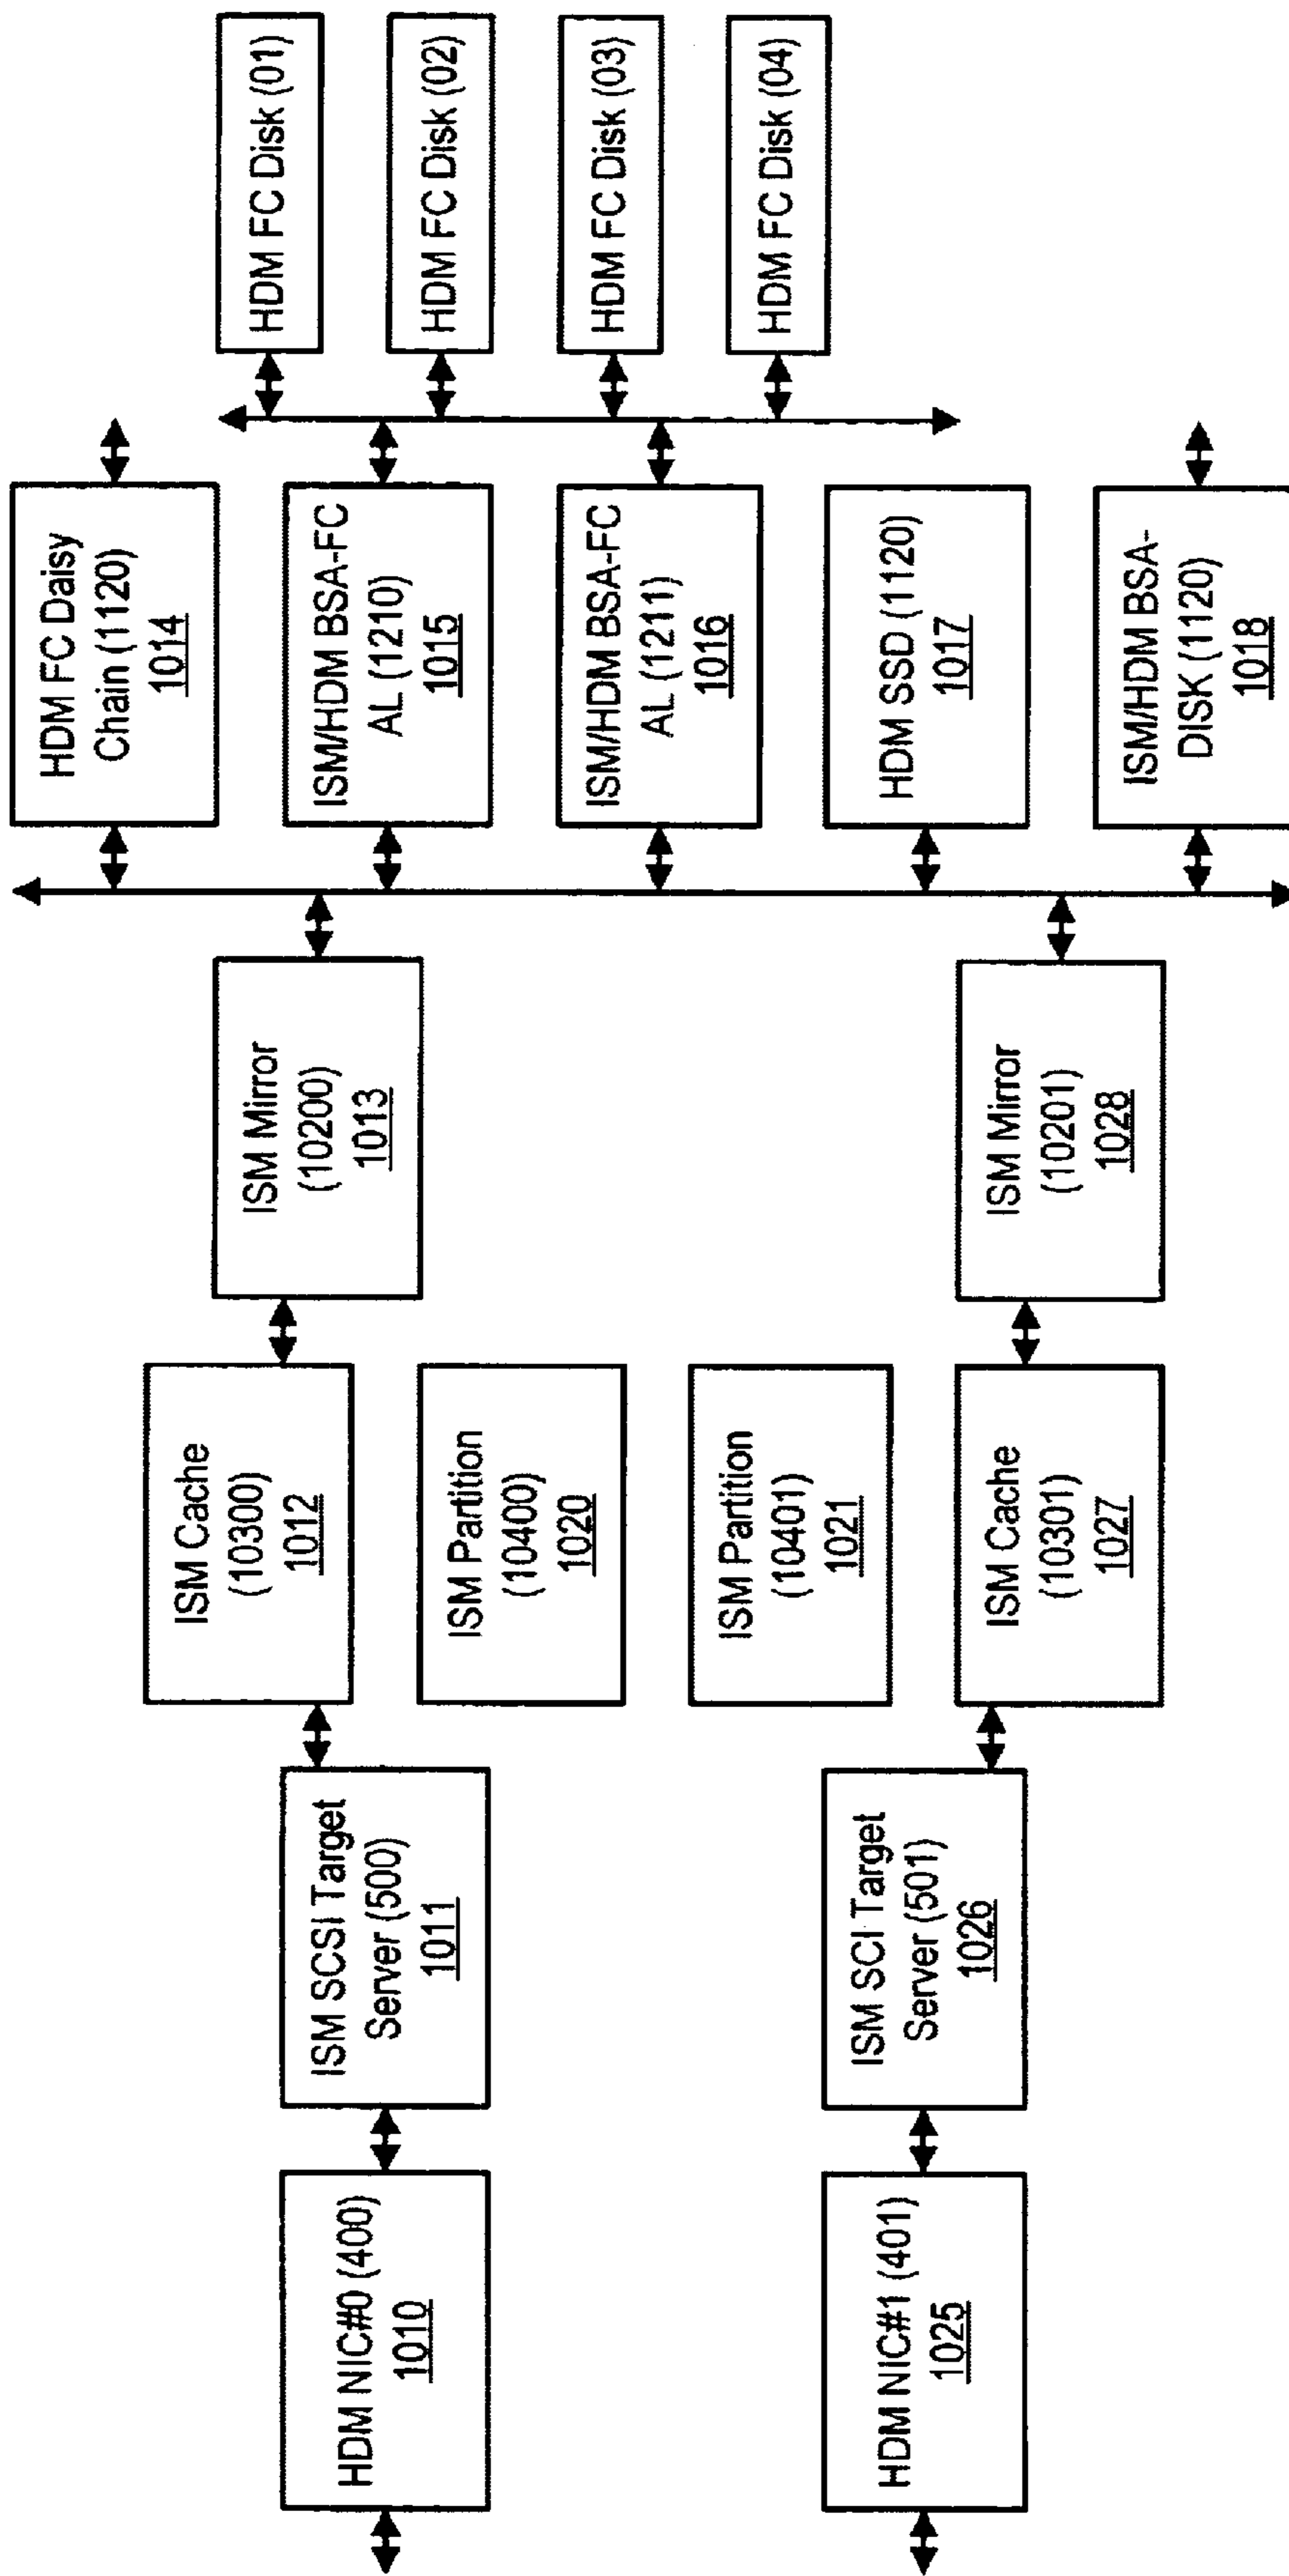 HDM NIC#0 (400)
1010
ISM SCSI Target
Server (500)
1011
ISM Cache
(10300)
1012
ISM Partition
(10400)
1020
ISM Mirror
(10200)
1013
HDM NIC#1 (401)
1025
ISM SCI Target
Server (501)
1026
ISM Partition
(10401)
1021
ISM Cache
(10301)
1027
ISM Mirror
(10201)
1028
HDM FC Daisy
Chain (1120)
1014
ISM/HDM BSA-FC
AL (1210)
1015
ISM/HDM BSA-FC
AL (1211)
1016
HDM SSD (1120)
1017
ISM/HDM BSA-
DISK (1120)
1018
HDM FC Disk (01)
HDM FC Disk (02)
HDM FC Disk (03)
HDM FC Disk (04)